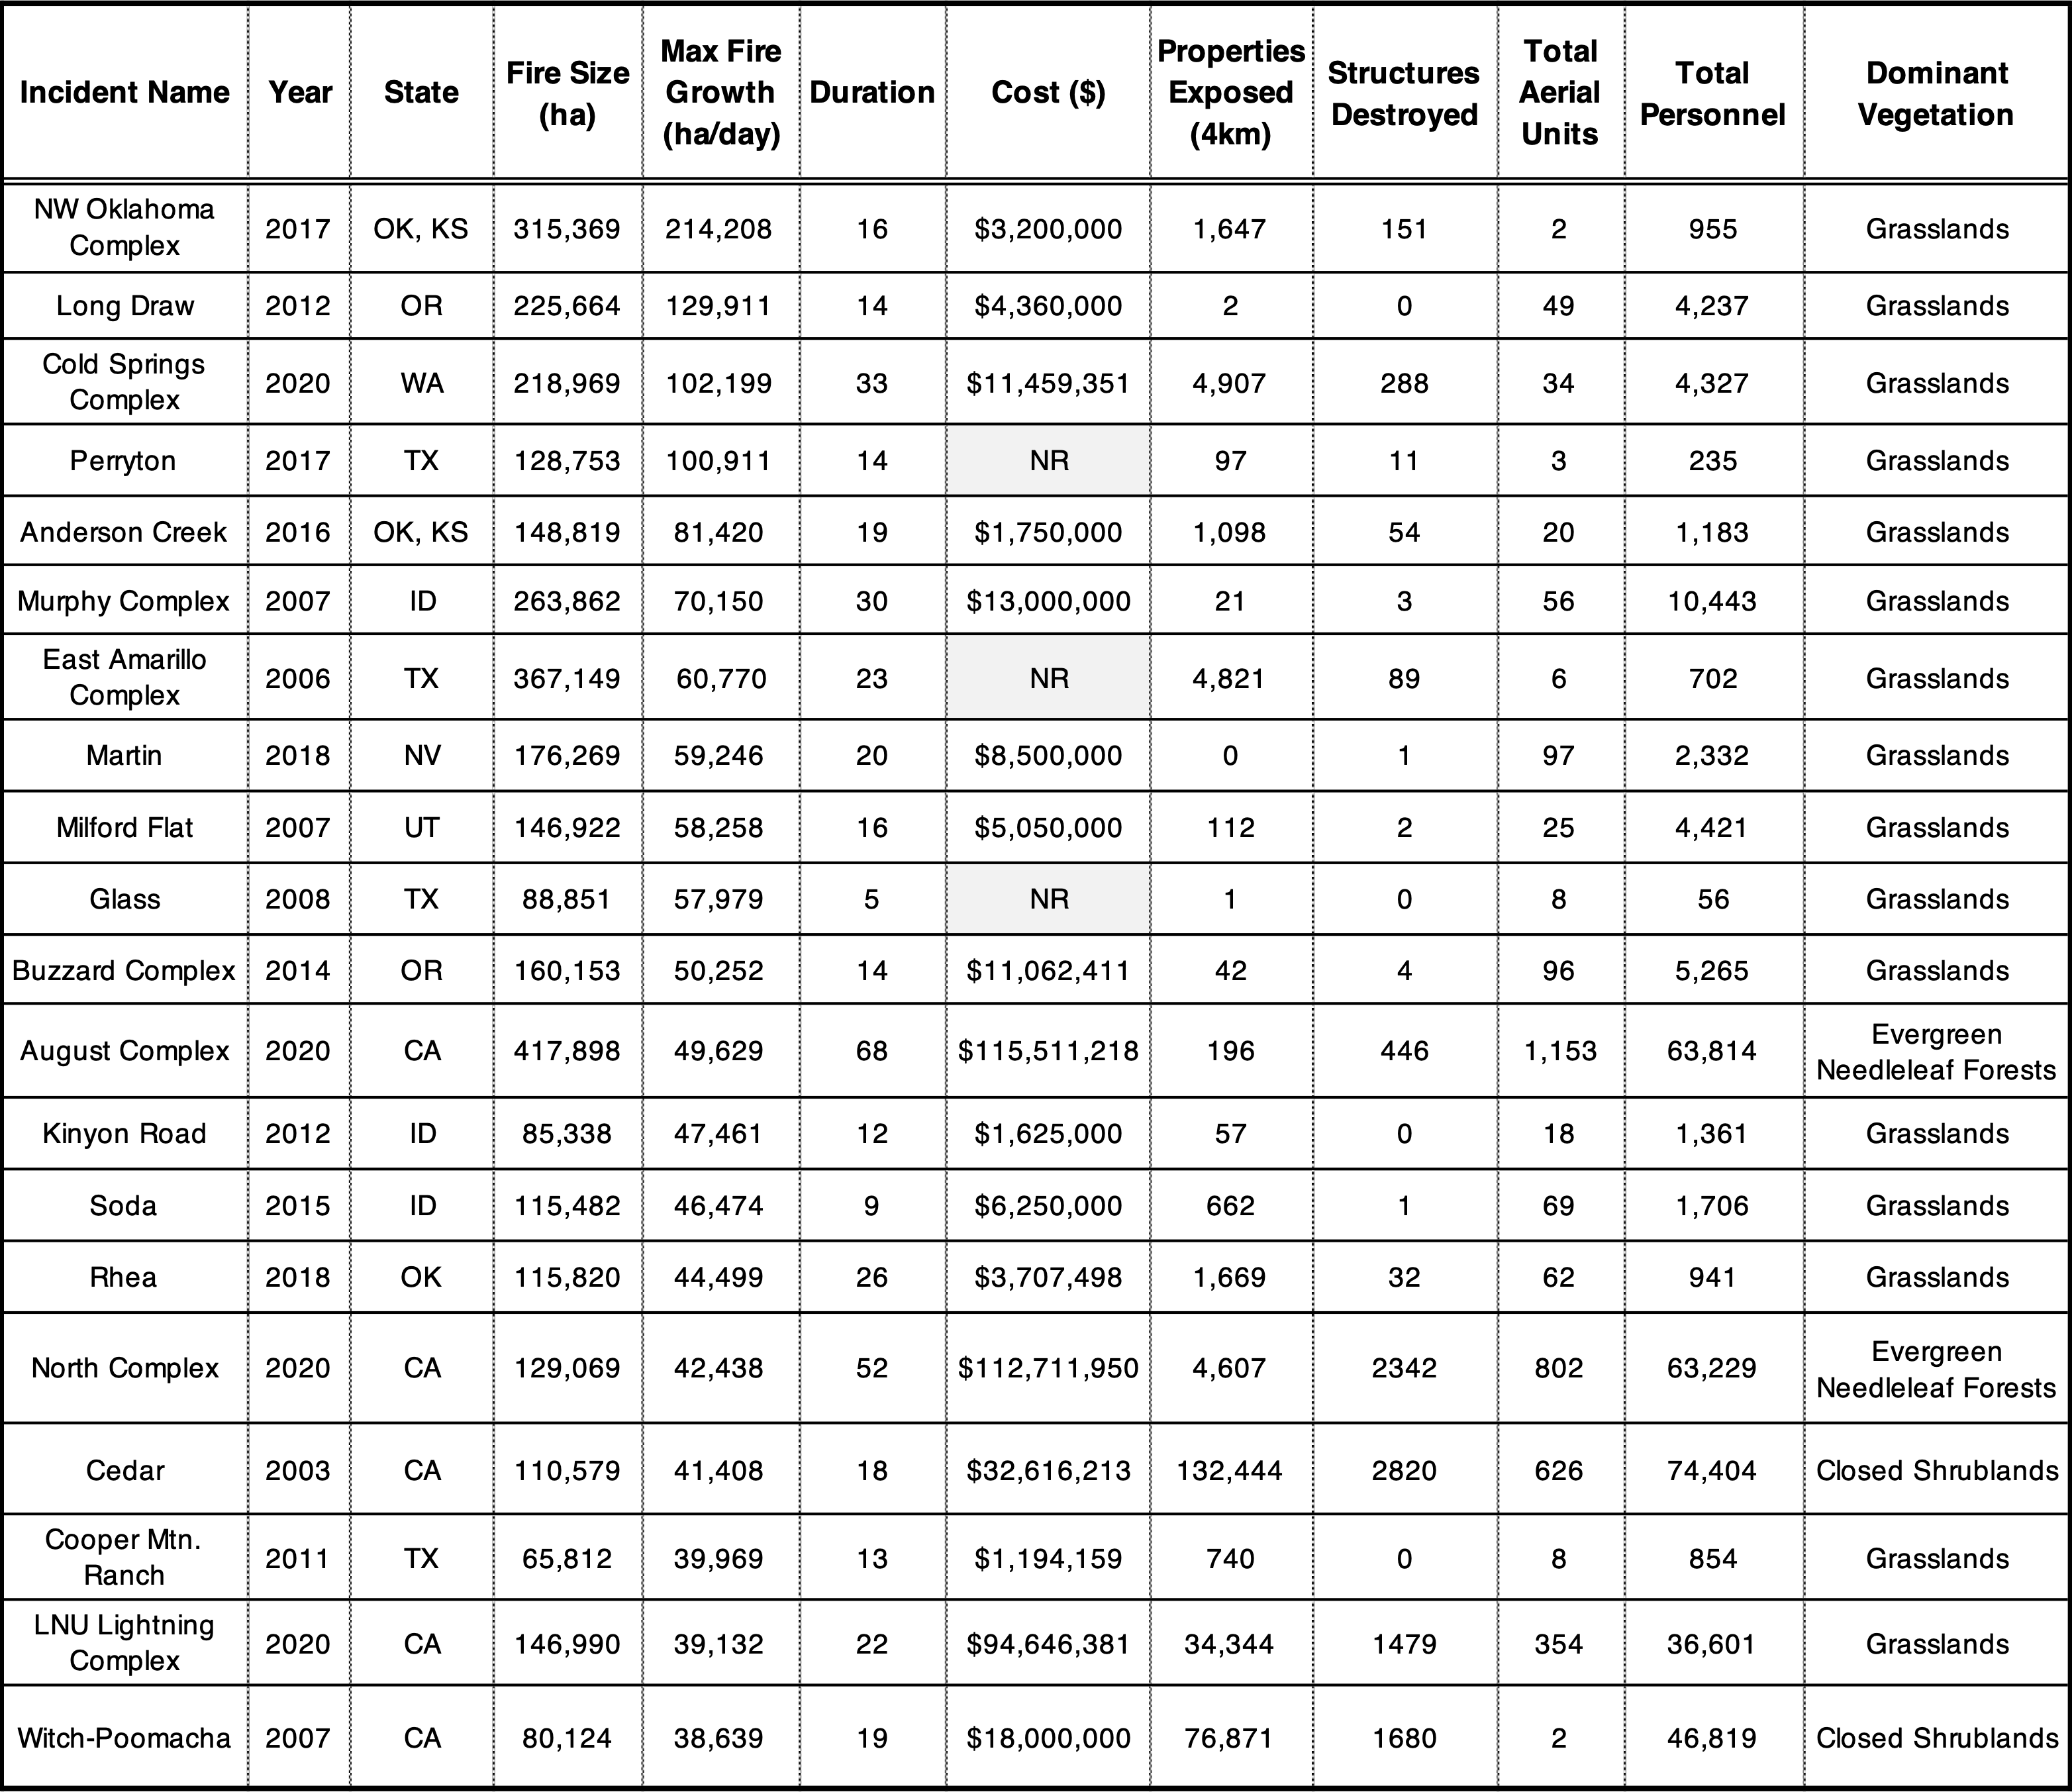 Incident Name Year State Fire Size (ha) Max Fire Growth (ha/day) Duration Cost ($) Properties Exposed (4km) Structures Destroyed Total Aerial Units Total Personnel Dominant Vegetation
NW Oklahoma Complex 2017 OK, KS 315,369 214,208 16 $3,200,000 1,647 151 2 955 Grasslands
Long Draw 2012 OR 225,664 129,911 14 $4,360,000 2 0 49 4,237 Grasslands
Cold Springs Complex 2020 WA 218,969 102,199 33 $11,459,351 4,907 288 34 4,327 Grasslands
Perryton 2017 TX 128,753 100,911 14 NR 97 11 3 235 Grasslands
Anderson Creek 2016 OK, KS 148,819 81,420 19 $1,750,000 1,098 54 20 1,183 Grasslands
Murphy Complex 2007 ID 263,862 70,150 30 $13,000,000 21 3 56 10,443 Grasslands
East Amarillo Complex 2006 TX 367,149 60,770 23 NR 4,821 89 6 702 Grasslands
Martin 2018 NV 176,269 59,246 20 $8,500,000 0 1 97 2,332 Grasslands
Milford Flat 2007 UT 146,922 58,258 16 $5,050,000 112 2 25 4,421 Grasslands
Glass 2008 TX 88,851 57,979 5 NR 1 0 8 56 Grasslands
Buzzard Complex 2014 OR 160,153 50,252 14 $11,062,411 42 4 96 5,265 Grasslands
August Complex 2020 CA 417,898 49,629 68 $115,511,218 196 446 1,153 63,814 Evergreen Needleleaf Forests
Kinyon Road 2012 ID 85,338 47,461 12 $1,625,000 57 0 18 1,361 Grasslands
Soda 2015 ID 115,482 46,474 9 $6,250,000 662 1 69 1,706 Grasslands
Rhea 2018 OK 115,820 44,499 26 $3,707,498 1,669 32 62 941 Grasslands
North Complex 2020 CA 129,069 42,438 52 $112,711,950 4,607 2342 802 63,229 Evergreen Needleleaf Forests
Cedar 2003 CA 110,579 41,408 18 $32,616,213 132,444 2820 626 74,404 Closed Shrublands
Cooper Mtn. Ranch 2011 TX 65,812 39,969 13 $1,194,159 740 0 8 854 Grasslands
LNU Lightning Complex 2020 CA 146,990 39,132 22 $94,646,381 34,344 1479 354 36,601 Grasslands
Witch-Poomacha 2007 CA 80,124 38,639 19 $18,000,000 76,871 1680 2 46,819 Closed Shrublands